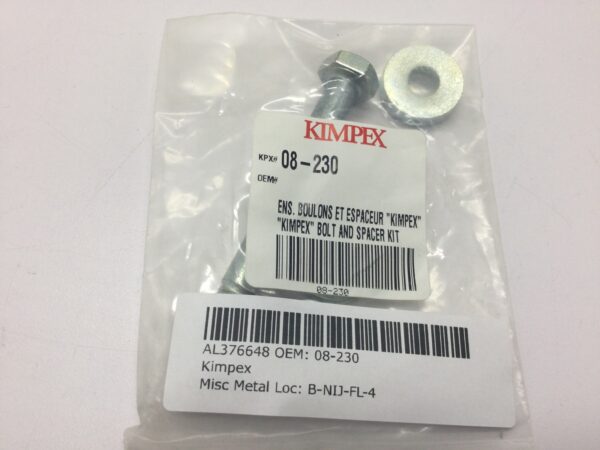 KIMPEX
KPX# 08-230
OEM#
ENS. BOULONS ET ESPACEUR "KIMPEX"
"KIMPEX" BOLT AND SPACER KIT
08-230
AL376648 OEM: 08-230
Kimpex
Misc Metal Loc: B-NIJ-FL-4